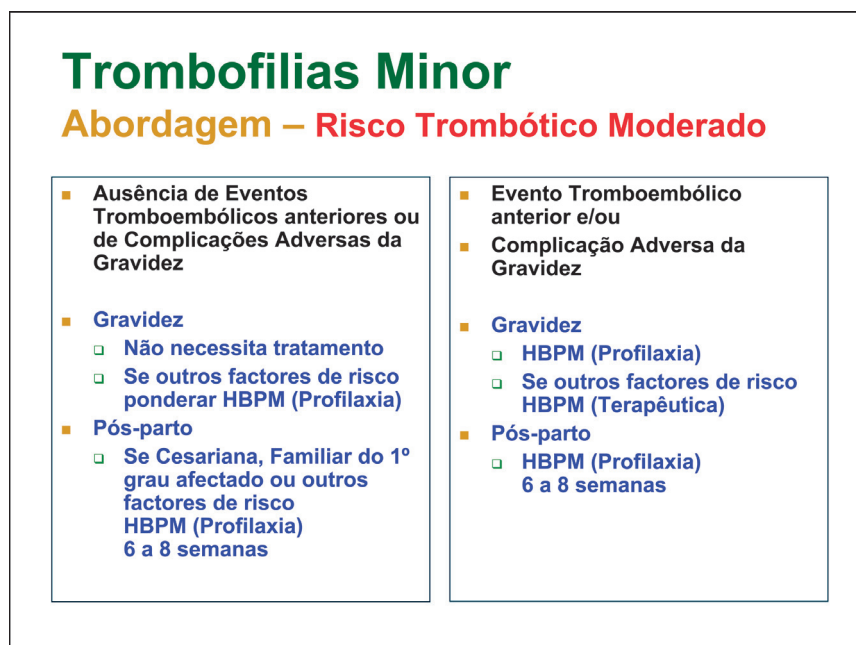 Trombofilias Minor
Abordagem – Risco Trombótico Moderado
Ausência de Eventos
Tromboembólicos anteriores ou
de Complicações Adversas da
Gravidez
Gravidez
Não necessita tratamento
Se outros factores de risco
ponderar HBPM (Profilaxia)
Pós-parto
Se Cesariana, Familiar do 1º
grau afectado ou outros
factores de risco
HBPM (Profilaxia)
6 a 8 semanas
Evento Tromboembólico
anterior e/ou
Complicação Adversa da
Gravidez
Gravidez
HBPM (Profilaxia)
Se outros factores de risco
HBPM (Terapêutica)
Pós-parto
HBPM (Profilaxia)
6 a 8 semanas